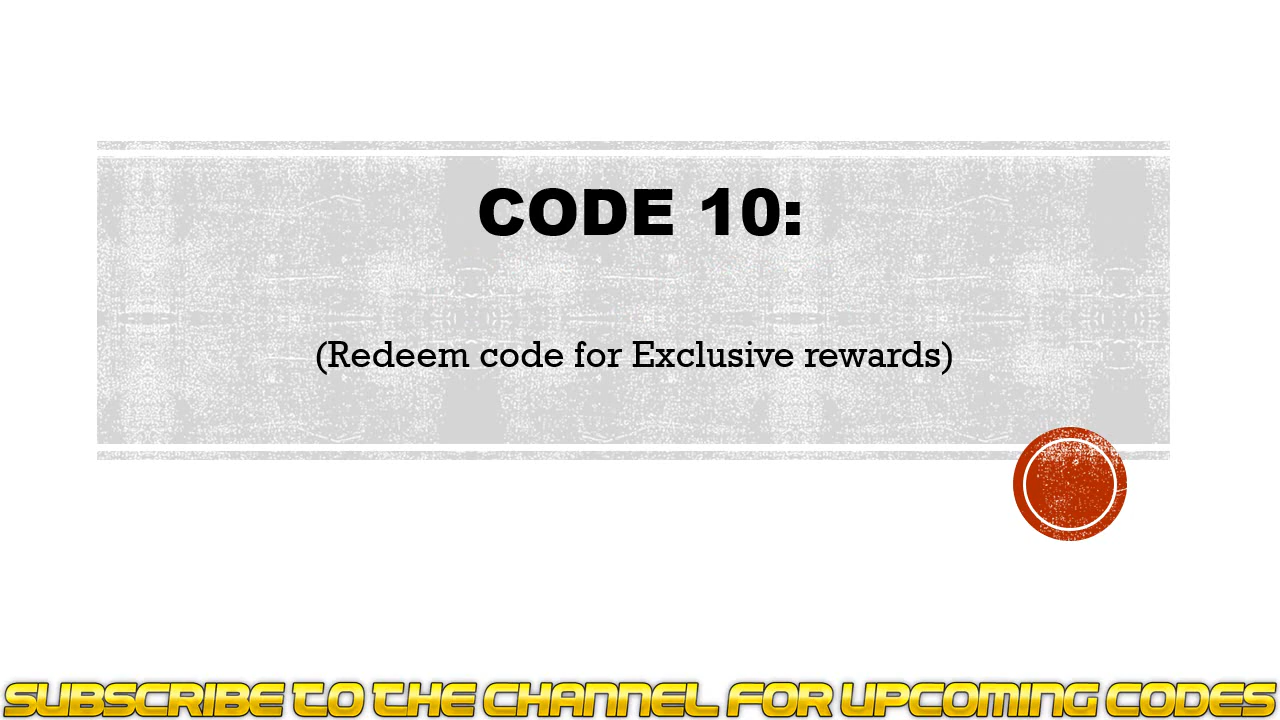 CODE 10:
(Redeem code for Exclusive rewards)
SUBSCRIBE TO THE CHANNEL FOR UPCOMING CODES